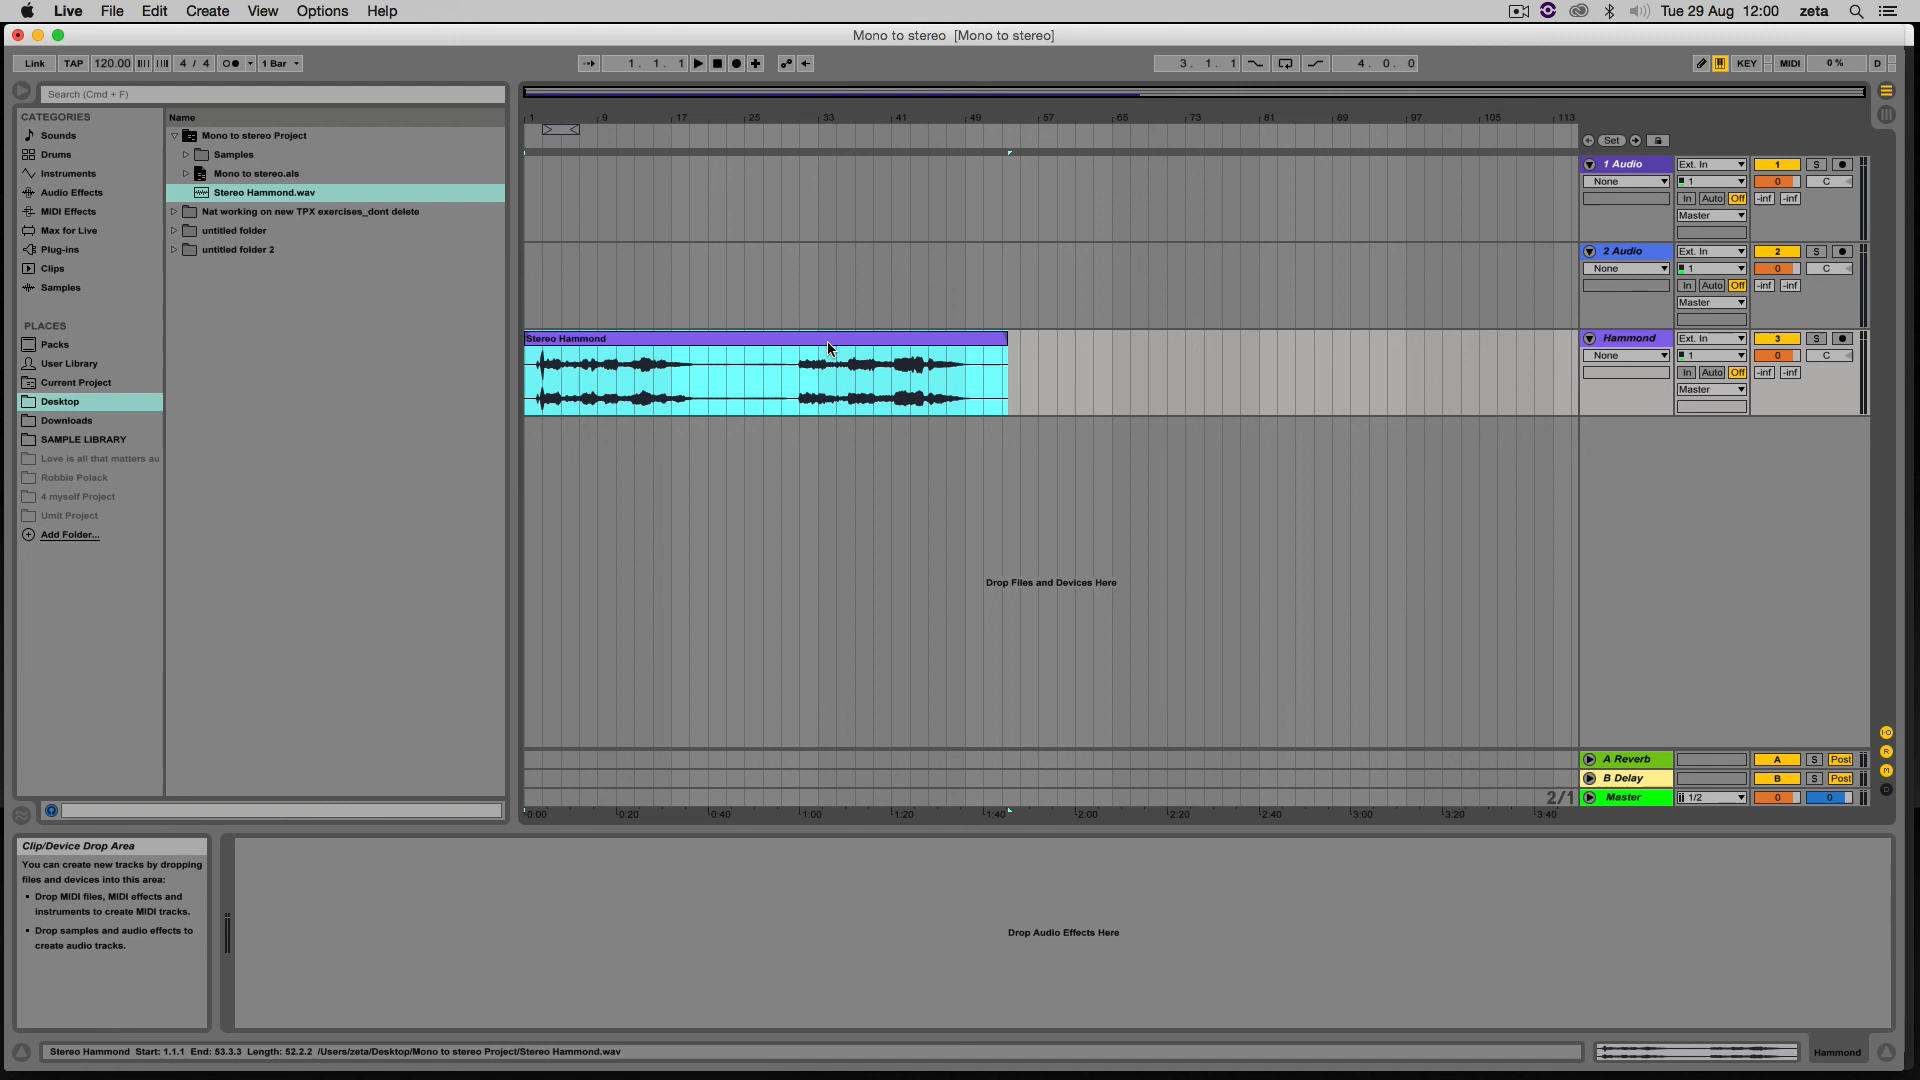 Live File Edit Create View Options Help Tue 29 Aug 12:00 zeta
Mono to stereo [Mono to stereo]
Link TAP 120.00 4 / 4 1 Bar 1. 1. 1 3. 1. 1 4. 0. 0 KEY MIDI 0 % D
Search (Cmd + F)
CATEGORIES
Sounds
Drums
Instruments
Audio Effects
MIDI Effects
Max for Live
Plug-ins
Clips
Samples
PLACES
Packs
User Library
Current Project
Desktop
Downloads
SAMPLE LIBRARY
Love is all that matters au
Robbie Polack
4 myself Project
Umit Project
Add Folder...
Name
Mono to stereo Project
Samples
Mono to stereo.als
Stereo Hammond.wav
Nat working on new TPX exercises_dont delete
untitled folder
untitled folder 2
1 9 17 25 33 41 49 57 65 73 81 89 97 105 113
Set
1 Audio Ext. In 1 S
None 1 0 C
In Auto Off -inf -inf
Master
2 Audio Ext. In 2 S
None 1 0 C
In Auto Off -inf -inf
Master
Stereo Hammond
Hammond Ext. In 3 S
None 1 0 C
In Auto Off -inf -inf
Master
Drop Files and Devices Here
A Reverb A S Post
B Delay B S Post
2/1 Master 1/2 0 0
0:00 0:20 0:40 1:00 1:20 1:40 2:00 2:20 2:40 3:00 3:20 3:40
I·O
R
M
D
Clip/Device Drop Area
You can create new tracks by dropping
files and devices into this area:
▪ Drop MIDI files, MIDI effects and
instruments to create MIDI tracks.
▪ Drop samples and audio effects to
create audio tracks.
Drop Audio Effects Here
Stereo Hammond Start: 1.1.1 End: 53.3.3 Length: 52.2.2 /Users/zeta/Desktop/Mono to stereo Project/Stereo Hammond.wav
Hammond